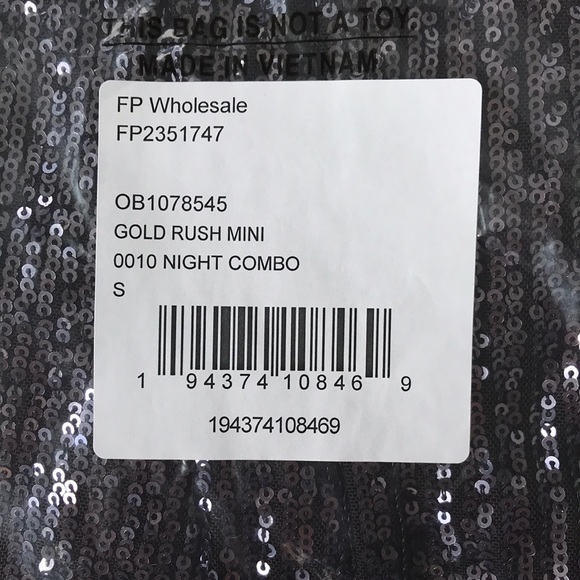 THIS BAG IS NOT A TOY
MADE IN VIETNAM
FP Wholesale
FP2351747
OB1078545
GOLD RUSH MINI
0010 NIGHT COMBO
S
1 94374 10846 9
194374108469